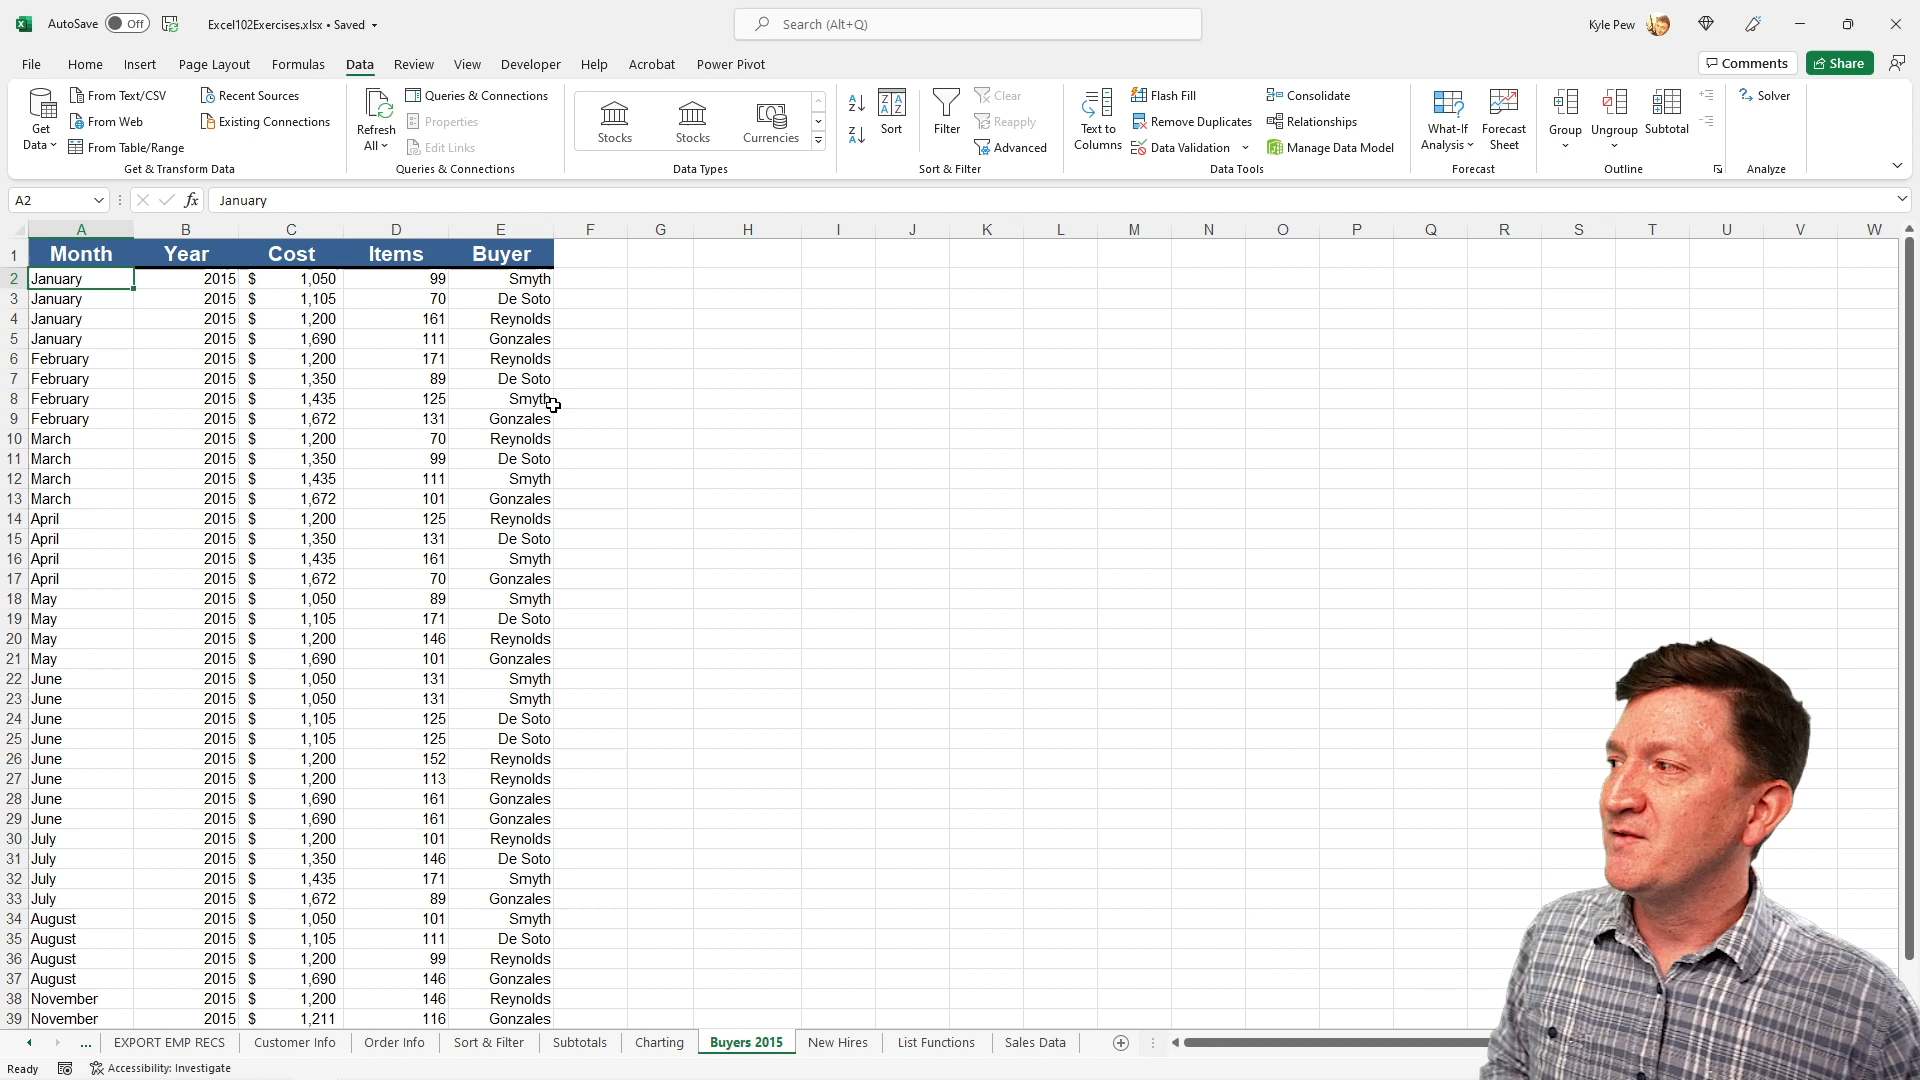 AutoSave Off Excel102Exercises.xlsx • Saved Search (Alt+Q) Kyle Pew
File Home Insert Page Layout Formulas Data Review View Developer Help Acrobat Power Pivot Comments Share
Get Data From Text/CSV From Web From Table/Range Recent Sources Existing Connections Get & Transform Data
Refresh All Queries & Connections Properties Edit Links Queries & Connections
Stocks Stocks Currencies Data Types
Sort Filter Clear Reapply Advanced Sort & Filter
Text to Columns Flash Fill Remove Duplicates Data Validation Consolidate Relationships Manage Data Model Data Tools
What-If Analysis Forecast Sheet Forecast
Group Ungroup Subtotal Outline
Solver Analyze
A2 fx January
A B C D E F G H I J K L M N O P Q R S T U V W
1 Month Year Cost Items Buyer
2 January 2015 $ 1,050 99 Smyth
3 January 2015 $ 1,105 70 De Soto
4 January 2015 $ 1,200 161 Reynolds
5 January 2015 $ 1,690 111 Gonzales
6 February 2015 $ 1,200 171 Reynolds
7 February 2015 $ 1,350 89 De Soto
8 February 2015 $ 1,435 125 Smyth
9 February 2015 $ 1,672 131 Gonzales
10 March 2015 $ 1,200 70 Reynolds
11 March 2015 $ 1,350 99 De Soto
12 March 2015 $ 1,435 111 Smyth
13 March 2015 $ 1,672 101 Gonzales
14 April 2015 $ 1,200 125 Reynolds
15 April 2015 $ 1,350 131 De Soto
16 April 2015 $ 1,435 161 Smyth
17 April 2015 $ 1,672 70 Gonzales
18 May 2015 $ 1,050 89 Smyth
19 May 2015 $ 1,105 171 De Soto
20 May 2015 $ 1,200 146 Reynolds
21 May 2015 $ 1,690 101 Gonzales
22 June 2015 $ 1,050 131 Smyth
23 June 2015 $ 1,050 131 Smyth
24 June 2015 $ 1,105 125 De Soto
25 June 2015 $ 1,105 125 De Soto
26 June 2015 $ 1,200 152 Reynolds
27 June 2015 $ 1,200 113 Reynolds
28 June 2015 $ 1,690 161 Gonzales
29 June 2015 $ 1,690 161 Gonzales
30 July 2015 $ 1,200 101 Reynolds
31 July 2015 $ 1,350 146 De Soto
32 July 2015 $ 1,435 171 Smyth
33 July 2015 $ 1,672 89 Gonzales
34 August 2015 $ 1,050 101 Smyth
35 August 2015 $ 1,105 111 De Soto
36 August 2015 $ 1,200 99 Reynolds
37 August 2015 $ 1,690 146 Gonzales
38 November 2015 $ 1,200 146 Reynolds
39 November 2015 $ 1,211 116 Gonzales
... EXPORT EMP RECS Customer Info Order Info Sort & Filter Subtotals Charting Buyers 2015 New Hires List Functions Sales Data
Ready Accessibility: Investigate